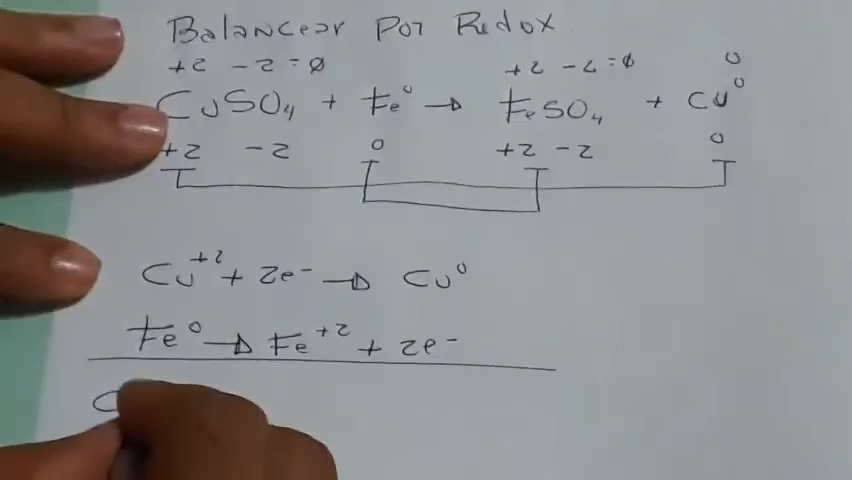 Balancear Por Redox
+2 -2 = 0 +2 -2 = 0 0
CuSO4 + Fe⁰ → FeSO4 + Cu⁰
+2 -2 0 +2 -2 0
Cu⁺² + 2e⁻ → Cu⁰
Fe⁰ → Fe⁺² + 2e⁻
C